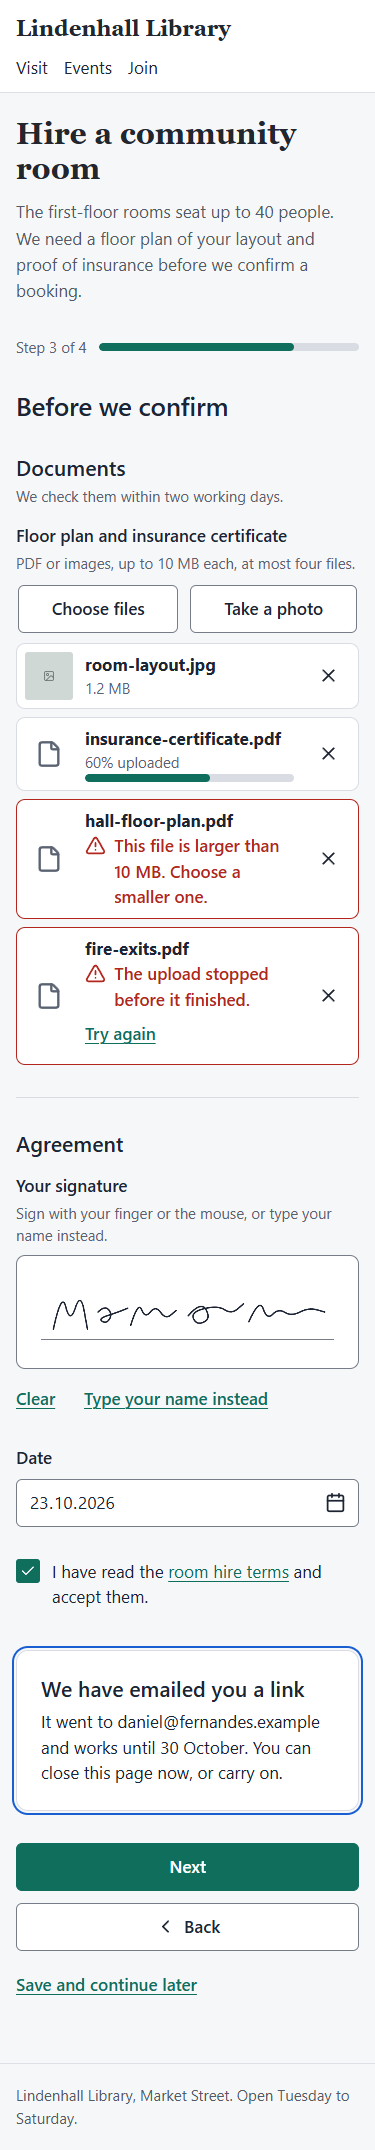 Lindenhall Library
Visit Events Join
Hire a community
room
The first-floor rooms seat up to 40 people.
We need a floor plan of your layout and
proof of insurance before we confirm a
booking.
Step 3 of 4
Before we confirm
Documents
We check them within two working days.
Floor plan and insurance certificate
PDF or images, up to 10 MB each, at most four files.
Choose files Take a photo
room-layout.jpg
1.2 MB
insurance-certificate.pdf
60% uploaded
hall-floor-plan.pdf
This file is larger than
10 MB. Choose a
smaller one.
fire-exits.pdf
The upload stopped
before it finished.
Try again
Agreement
Your signature
Sign with your finger or the mouse, or type your
name instead.
Clear Type your name instead
Date
23.10.2026
I have read the room hire terms and
accept them.
We have emailed you a link
It went to daniel@fernandes.example
and works until 30 October. You can
close this page now, or carry on.
Next
Back
Save and continue later
Lindenhall Library, Market Street. Open Tuesday to
Saturday.